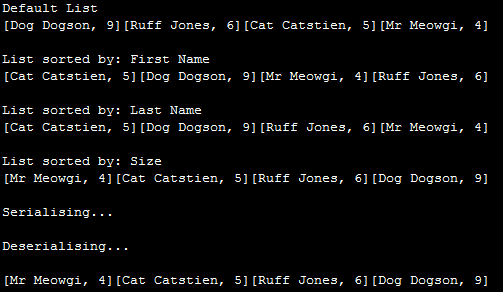 Default List
[Dog Dogson, 9][Ruff Jones, 6][Cat Catstien, 5][Mr Meowgi, 4]
List sorted by: First Name
[Cat Catstien, 5][Dog Dogson, 9][Mr Meowgi, 4][Ruff Jones, 6]
List sorted by: Last Name
[Cat Catstien, 5][Dog Dogson, 9][Ruff Jones, 6][Mr Meowgi, 4]
List sorted by: Size
[Mr Meowgi, 4][Cat Catstien, 5][Ruff Jones, 6][Dog Dogson, 9]
Serialising...
Deserialising...
[Mr Meowgi, 4][Cat Catstien, 5][Ruff Jones, 6][Dog Dogson, 9]